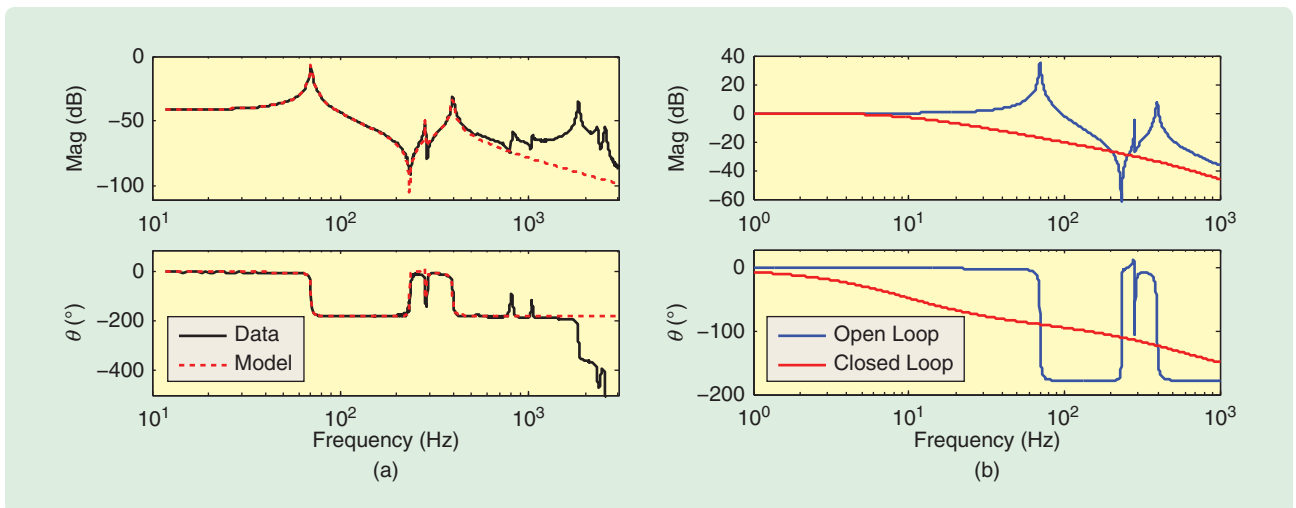 0
−50
−100
Mag (dB)
10^1
10^2
10^3
0
−200
−400
θ (°)
Data
Model
10^1
10^2
10^3
Frequency (Hz)
(a)
40
20
0
−20
−40
−60
Mag (dB)
10^0
10^1
10^2
10^3
0
−100
−200
θ (°)
Open Loop
Closed Loop
10^0
10^1
10^2
10^3
Frequency (Hz)
(b)